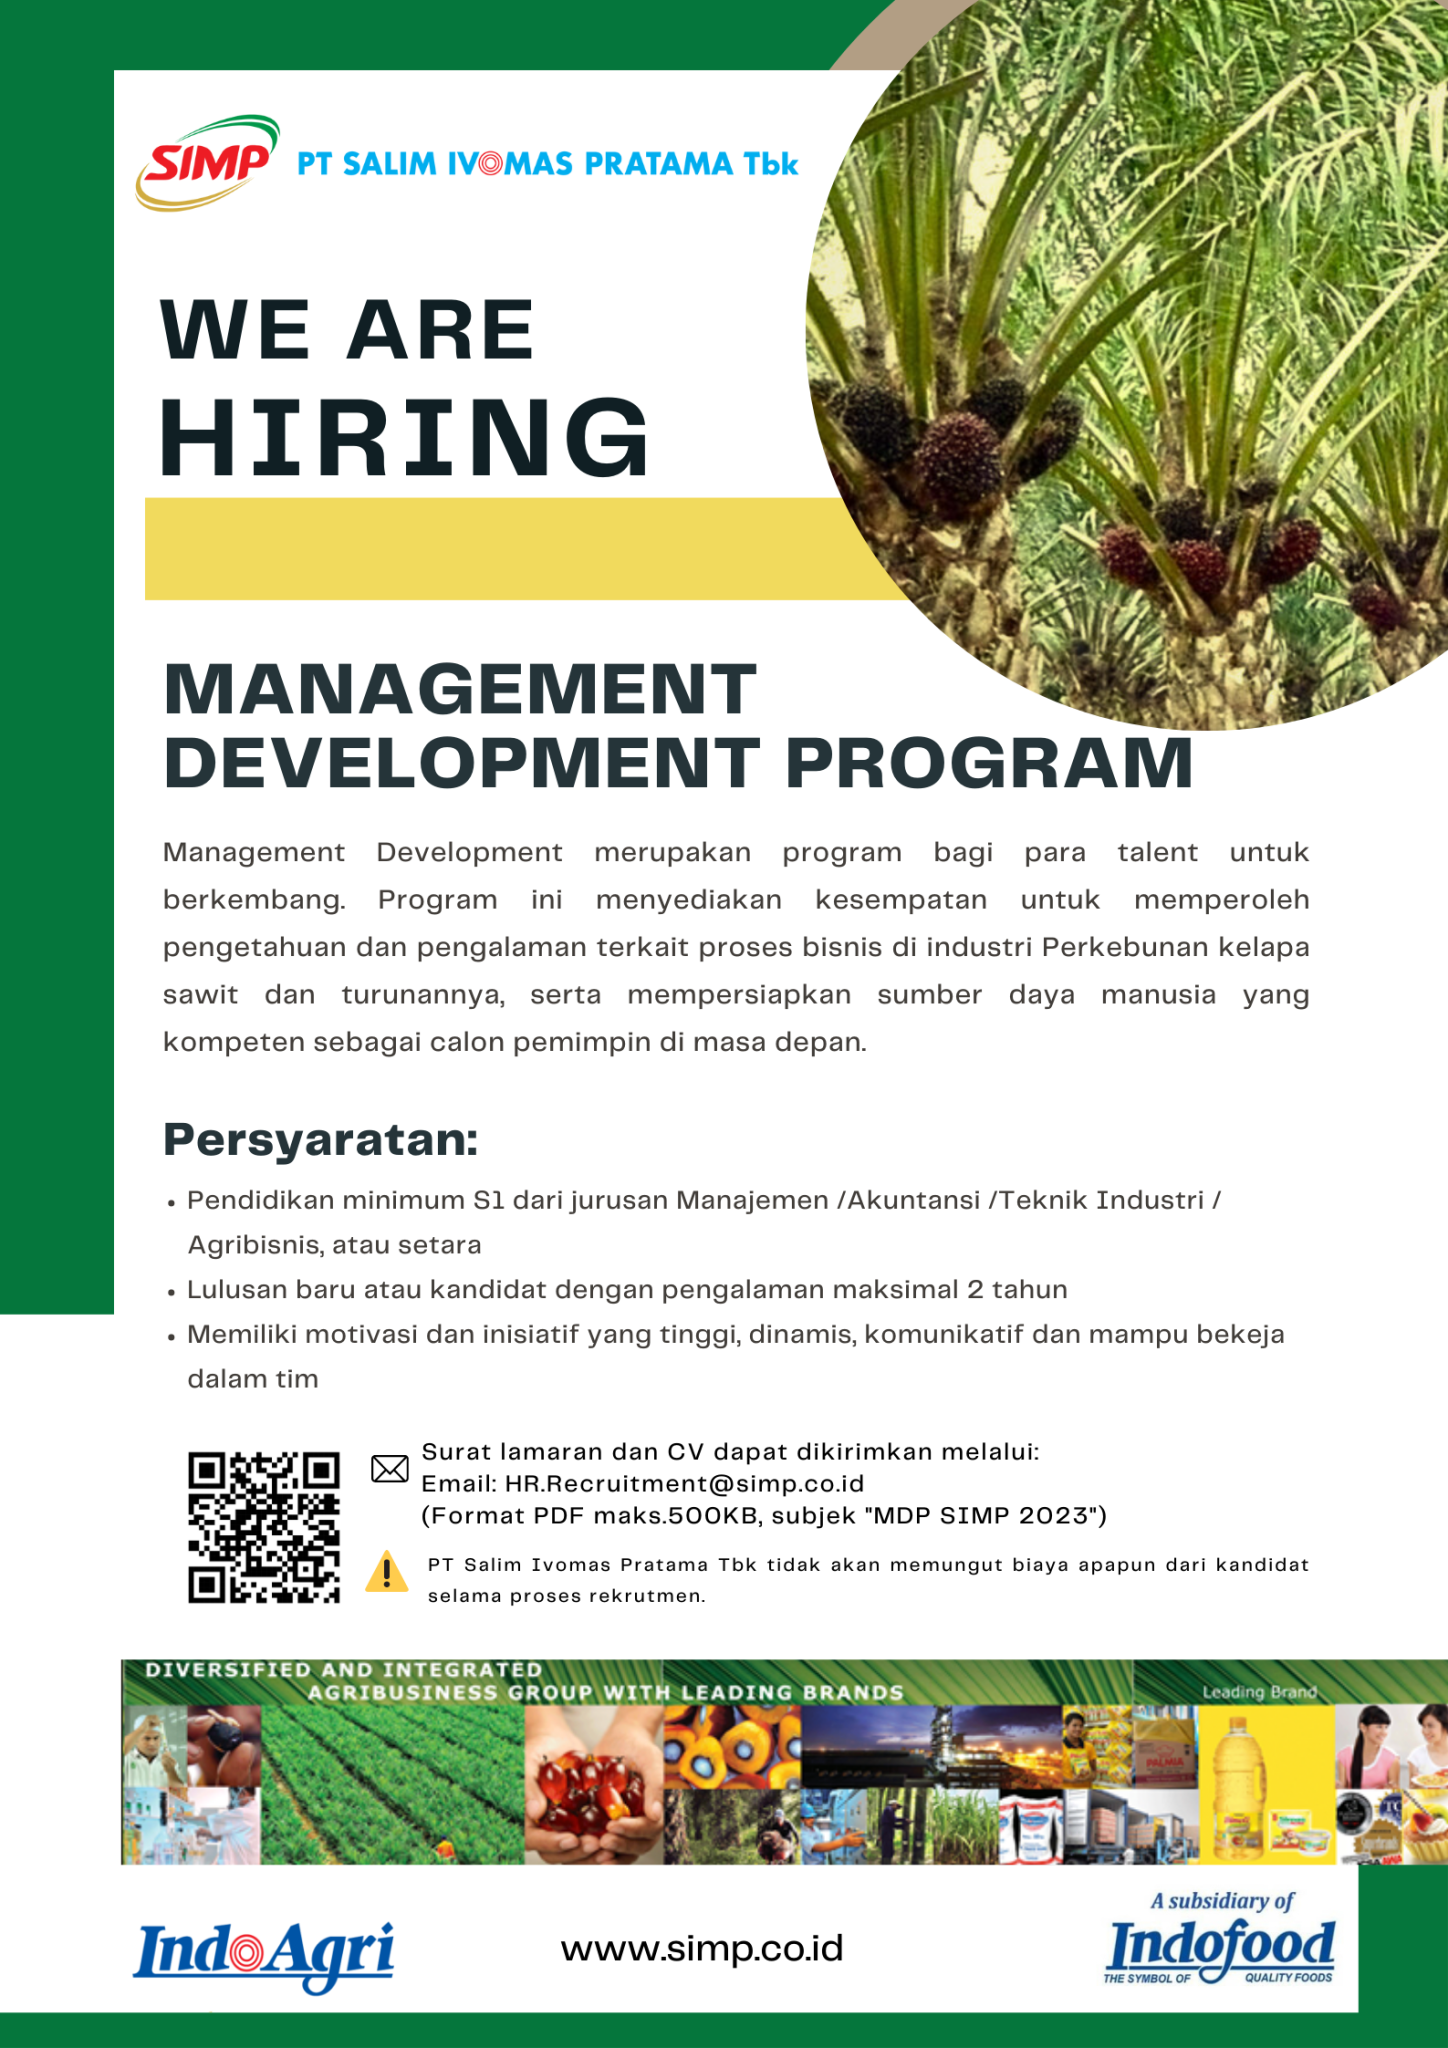 SIMP PT SALIM IVOMAS PRATAMA Tbk
WE ARE
HIRING
MANAGEMENT
DEVELOPMENT PROGRAM
Management Development merupakan program bagi para talent untuk
berkembang. Program ini menyediakan kesempatan untuk memperoleh
pengetahuan dan pengalaman terkait proses bisnis di industri Perkebunan kelapa
sawit dan turunannya, serta mempersiapkan sumber daya manusia yang
kompeten sebagai calon pemimpin di masa depan.
Persyaratan:
• Pendidikan minimum S1 dari jurusan Manajemen /Akuntansi /Teknik Industri /
Agribisnis, atau setara
• Lulusan baru atau kandidat dengan pengalaman maksimal 2 tahun
• Memiliki motivasi dan inisiatif yang tinggi, dinamis, komunikatif dan mampu bekeja
dalam tim
Surat lamaran dan CV dapat dikirimkan melalui:
Email: HR.Recruitment@simp.co.id
(Format PDF maks.500KB, subjek "MDP SIMP 2023")
PT Salim Ivomas Pratama Tbk tidak akan memungut biaya apapun dari kandidat
selama proses rekrutmen.
DIVERSIFIED AND INTEGRATED
AGRIBUSINESS GROUP WITH LEADING BRANDS
Leading Brand
PALMIA
IndoAgri
www.simp.co.id
A subsidiary of
Indofood
THE SYMBOL OF QUALITY FOODS